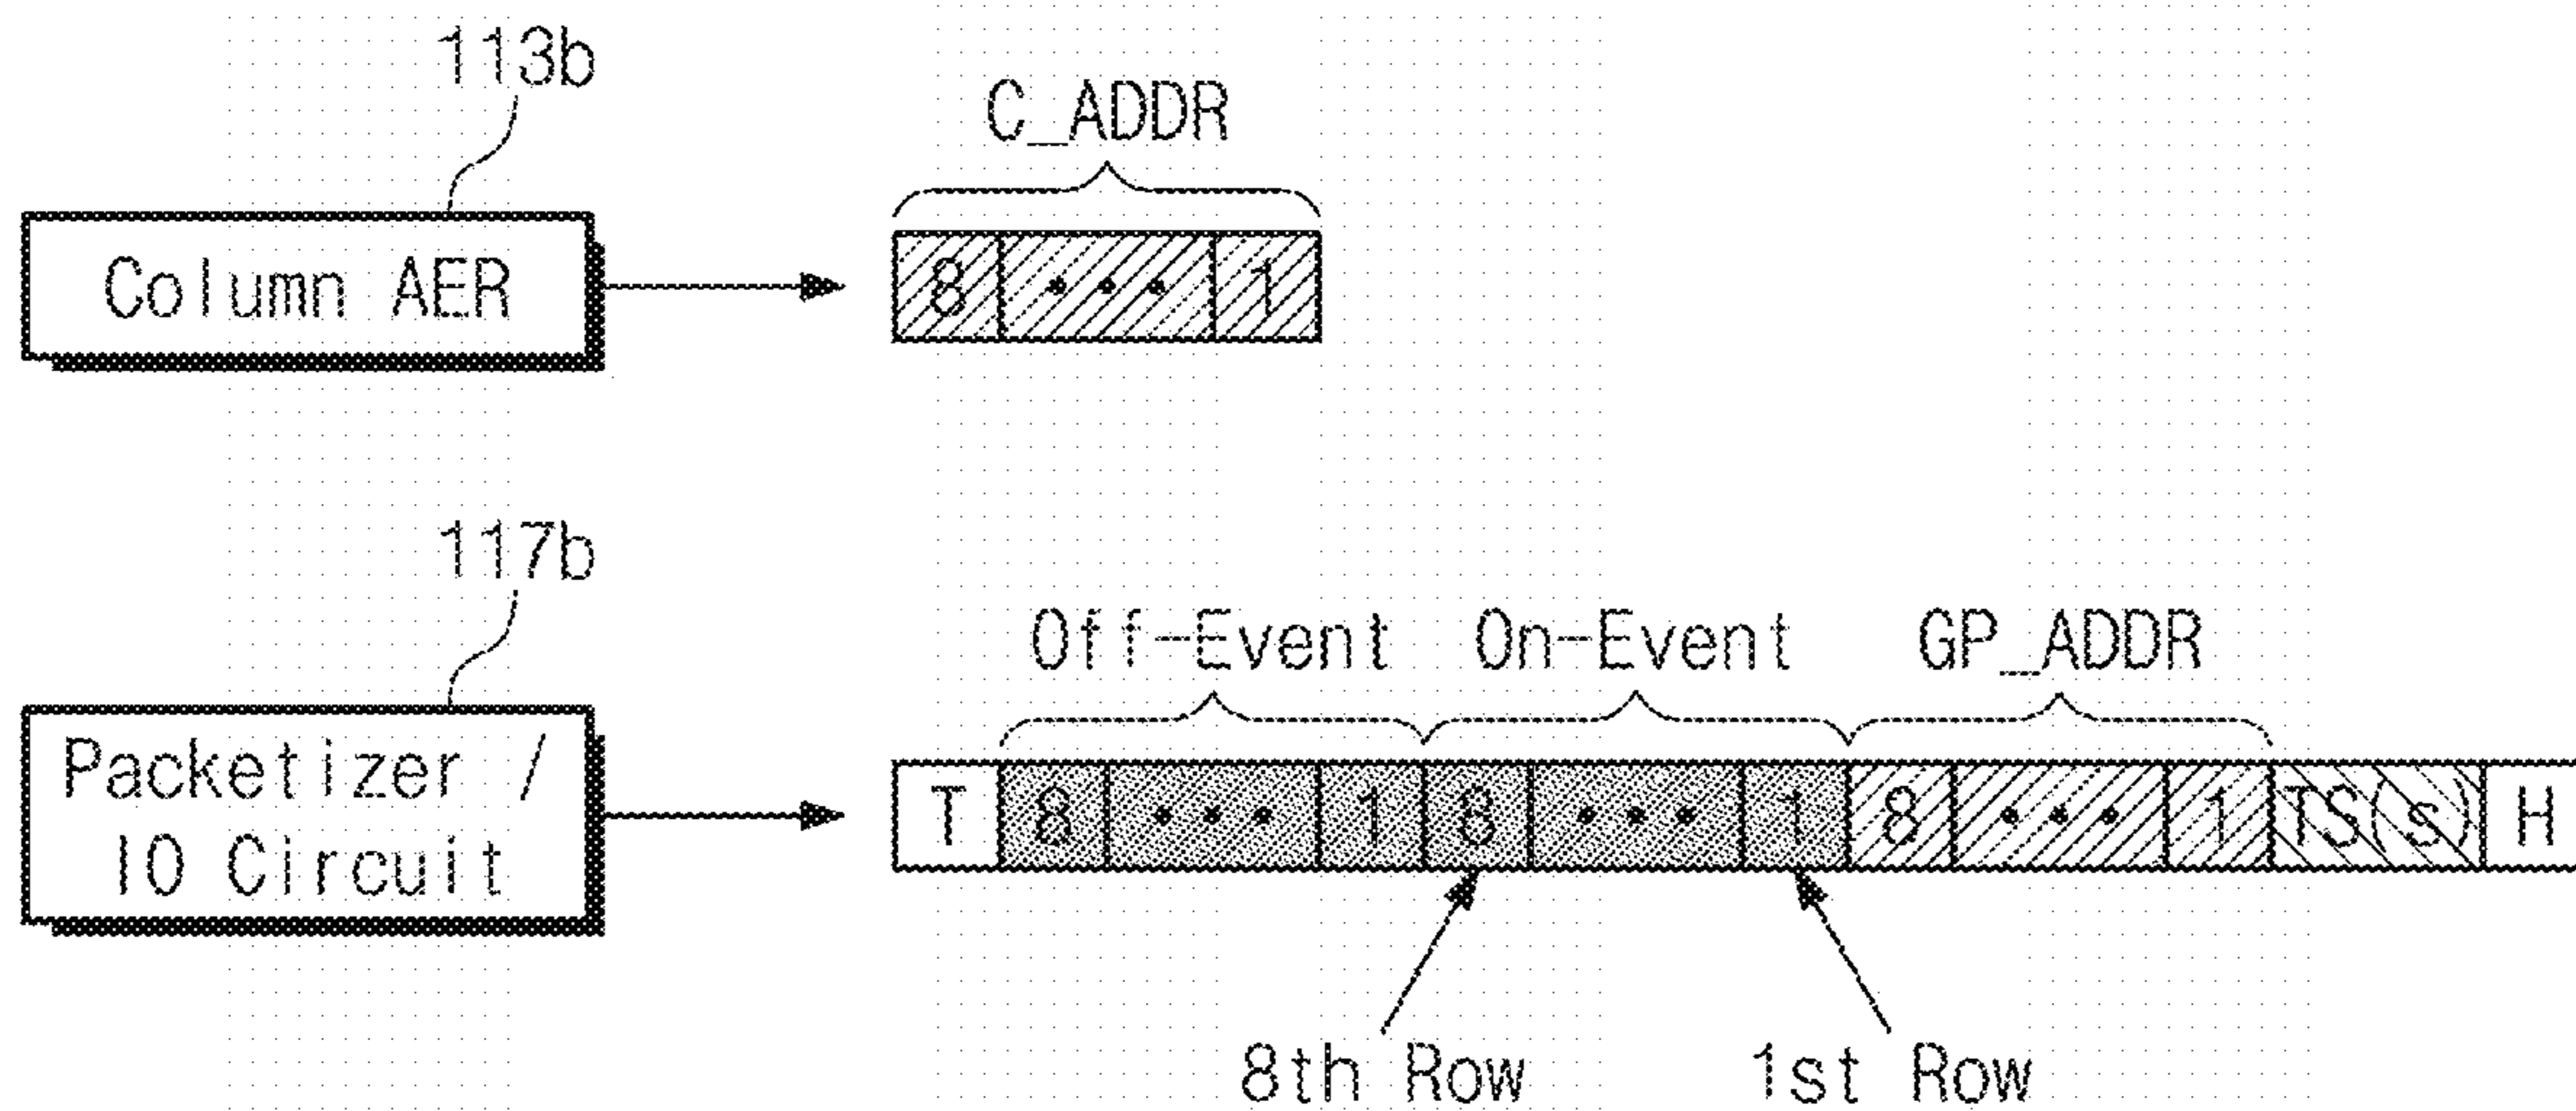 113b
C_ADDR
Column AER
8 • • • 1
117b
Off-Event On-Event GP_ADDR
Packetizer /
IO Circuit
T 8 • • • 1 8 • • • 1 8 • • • 1 TS(s) H
8th Row 1st Row